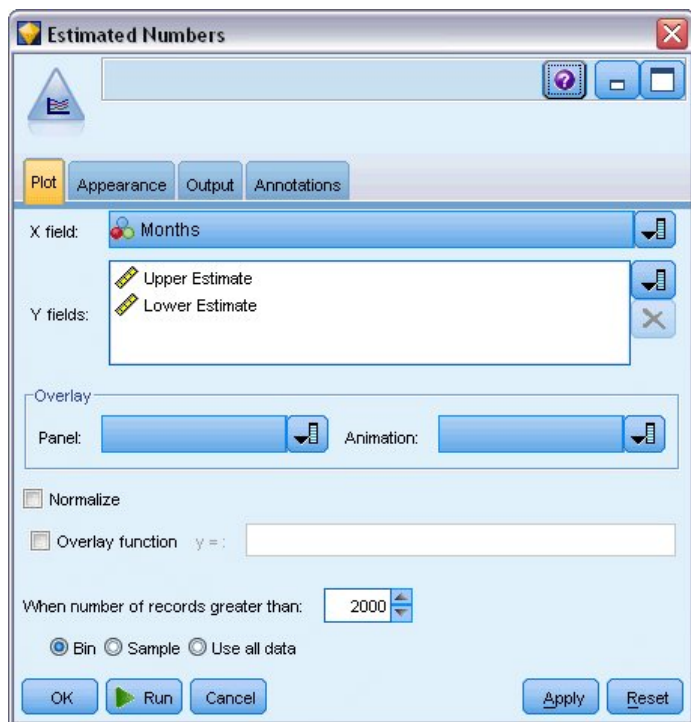 Estimated Numbers
?
Plot Appearance Output Annotations
X field: Months
Y fields: Upper Estimate
Lower Estimate
Overlay
Panel: Animation:
Normalize
Overlay function y = :
When number of records greater than: 2000
Bin Sample Use all data
OK Run Cancel Apply Reset